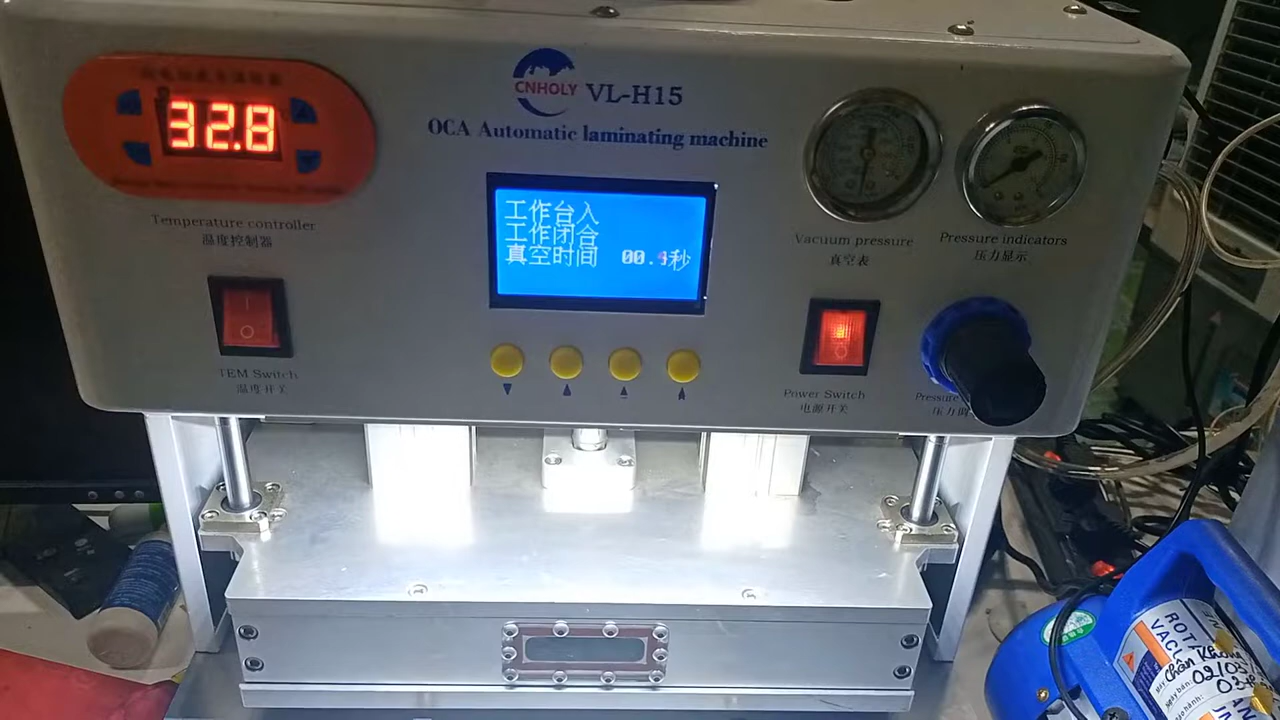 32.8
CNHOLY VL-H15
OCA Automatic laminating machine
工作台入
工作闭合
真空时间 00.
秒
Temperature controller
温度控制器
Vacuum pressure
真空表
Pressure indicators
压力显示
TEM Switch
温度开关
Power Switch
电源开关
Pressure
压力
ROT
VAC